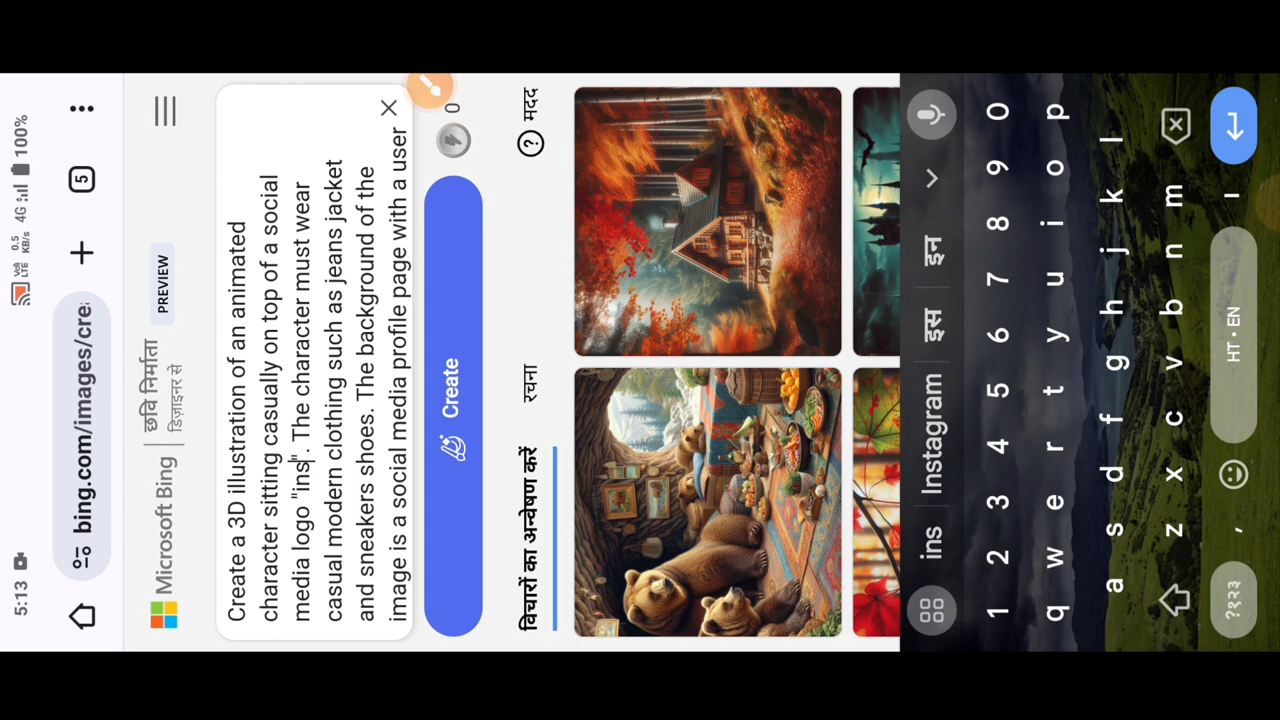 5:13
Vo) LTE
0.5 KB/s
4G
100%
bing.com/images/cre
5
Microsoft Bing
छवि निर्माता
डिज़ाइनर से
PREVIEW
Create a 3D illustration of an animated
character sitting casually on top of a social
media logo "ins". The character must wear
casual modern clothing such as jeans jacket
and sneakers shoes. The background of the
image is a social media profile page with a user
Create
0
विचारों का अन्वेषण करें
रचना
? मदद
ins
Instagram
इस
इन
1 2 3 4 5 6 7 8 9 0
q w e r t y u i o p
a s d f g h j k l
z x c v b n m
?१२३
,
HT • EN
।